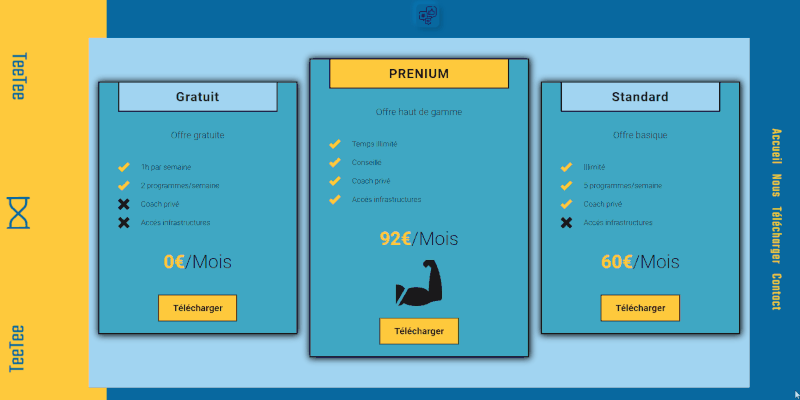 TeeTee
TeeTee
Gratuit
Offre gratuite
1h par semaine
2 programmes/semaine
Coach privé
Accès infrastructures
0€/Mois
Télécharger
PRENIUM
Offre haut de gamme
Temps illimité
Conseille
Coach privé
Accès infrastructures
92€/Mois
Télécharger
Standard
Offre basique
Illimité
5 programmes/semaine
Coach privé
Accès infrastructures
60€/Mois
Télécharger
Accueil Nous Télécharger Contact